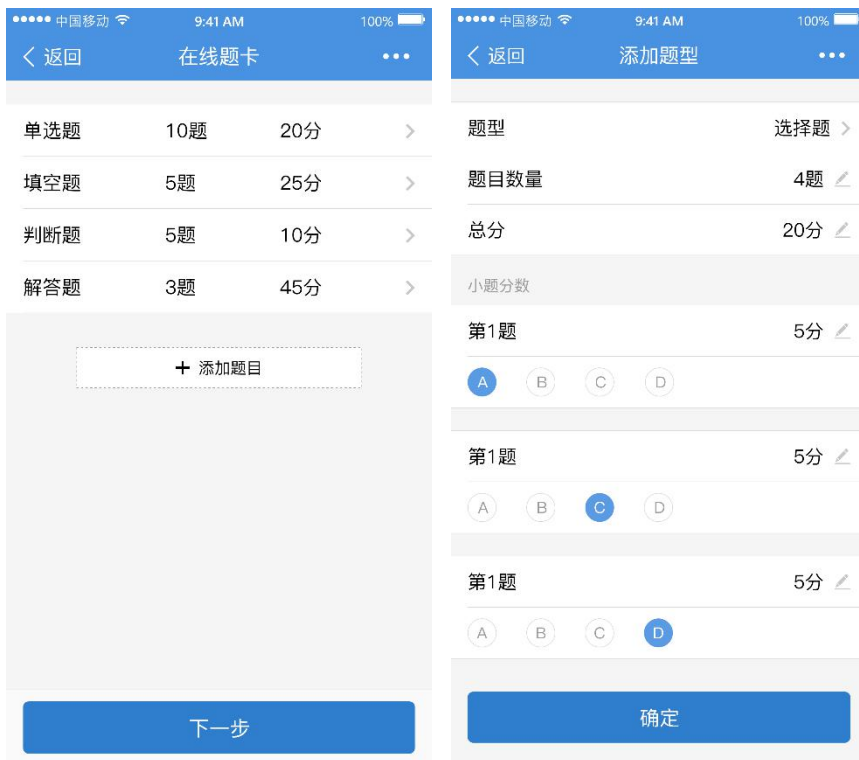 中国移动 9:41 AM 100%
返回 在线题卡
单选题 10题 20分
填空题 5题 25分
判断题 5题 10分
解答题 3题 45分
+ 添加题目
下一步
中国移动 9:41 AM 100%
返回 添加题型
题型 选择题
题目数量 4题
总分 20分
小题分数
第1题 5分
A B C D
第1题 5分
A B C D
第1题 5分
A B C D
确定